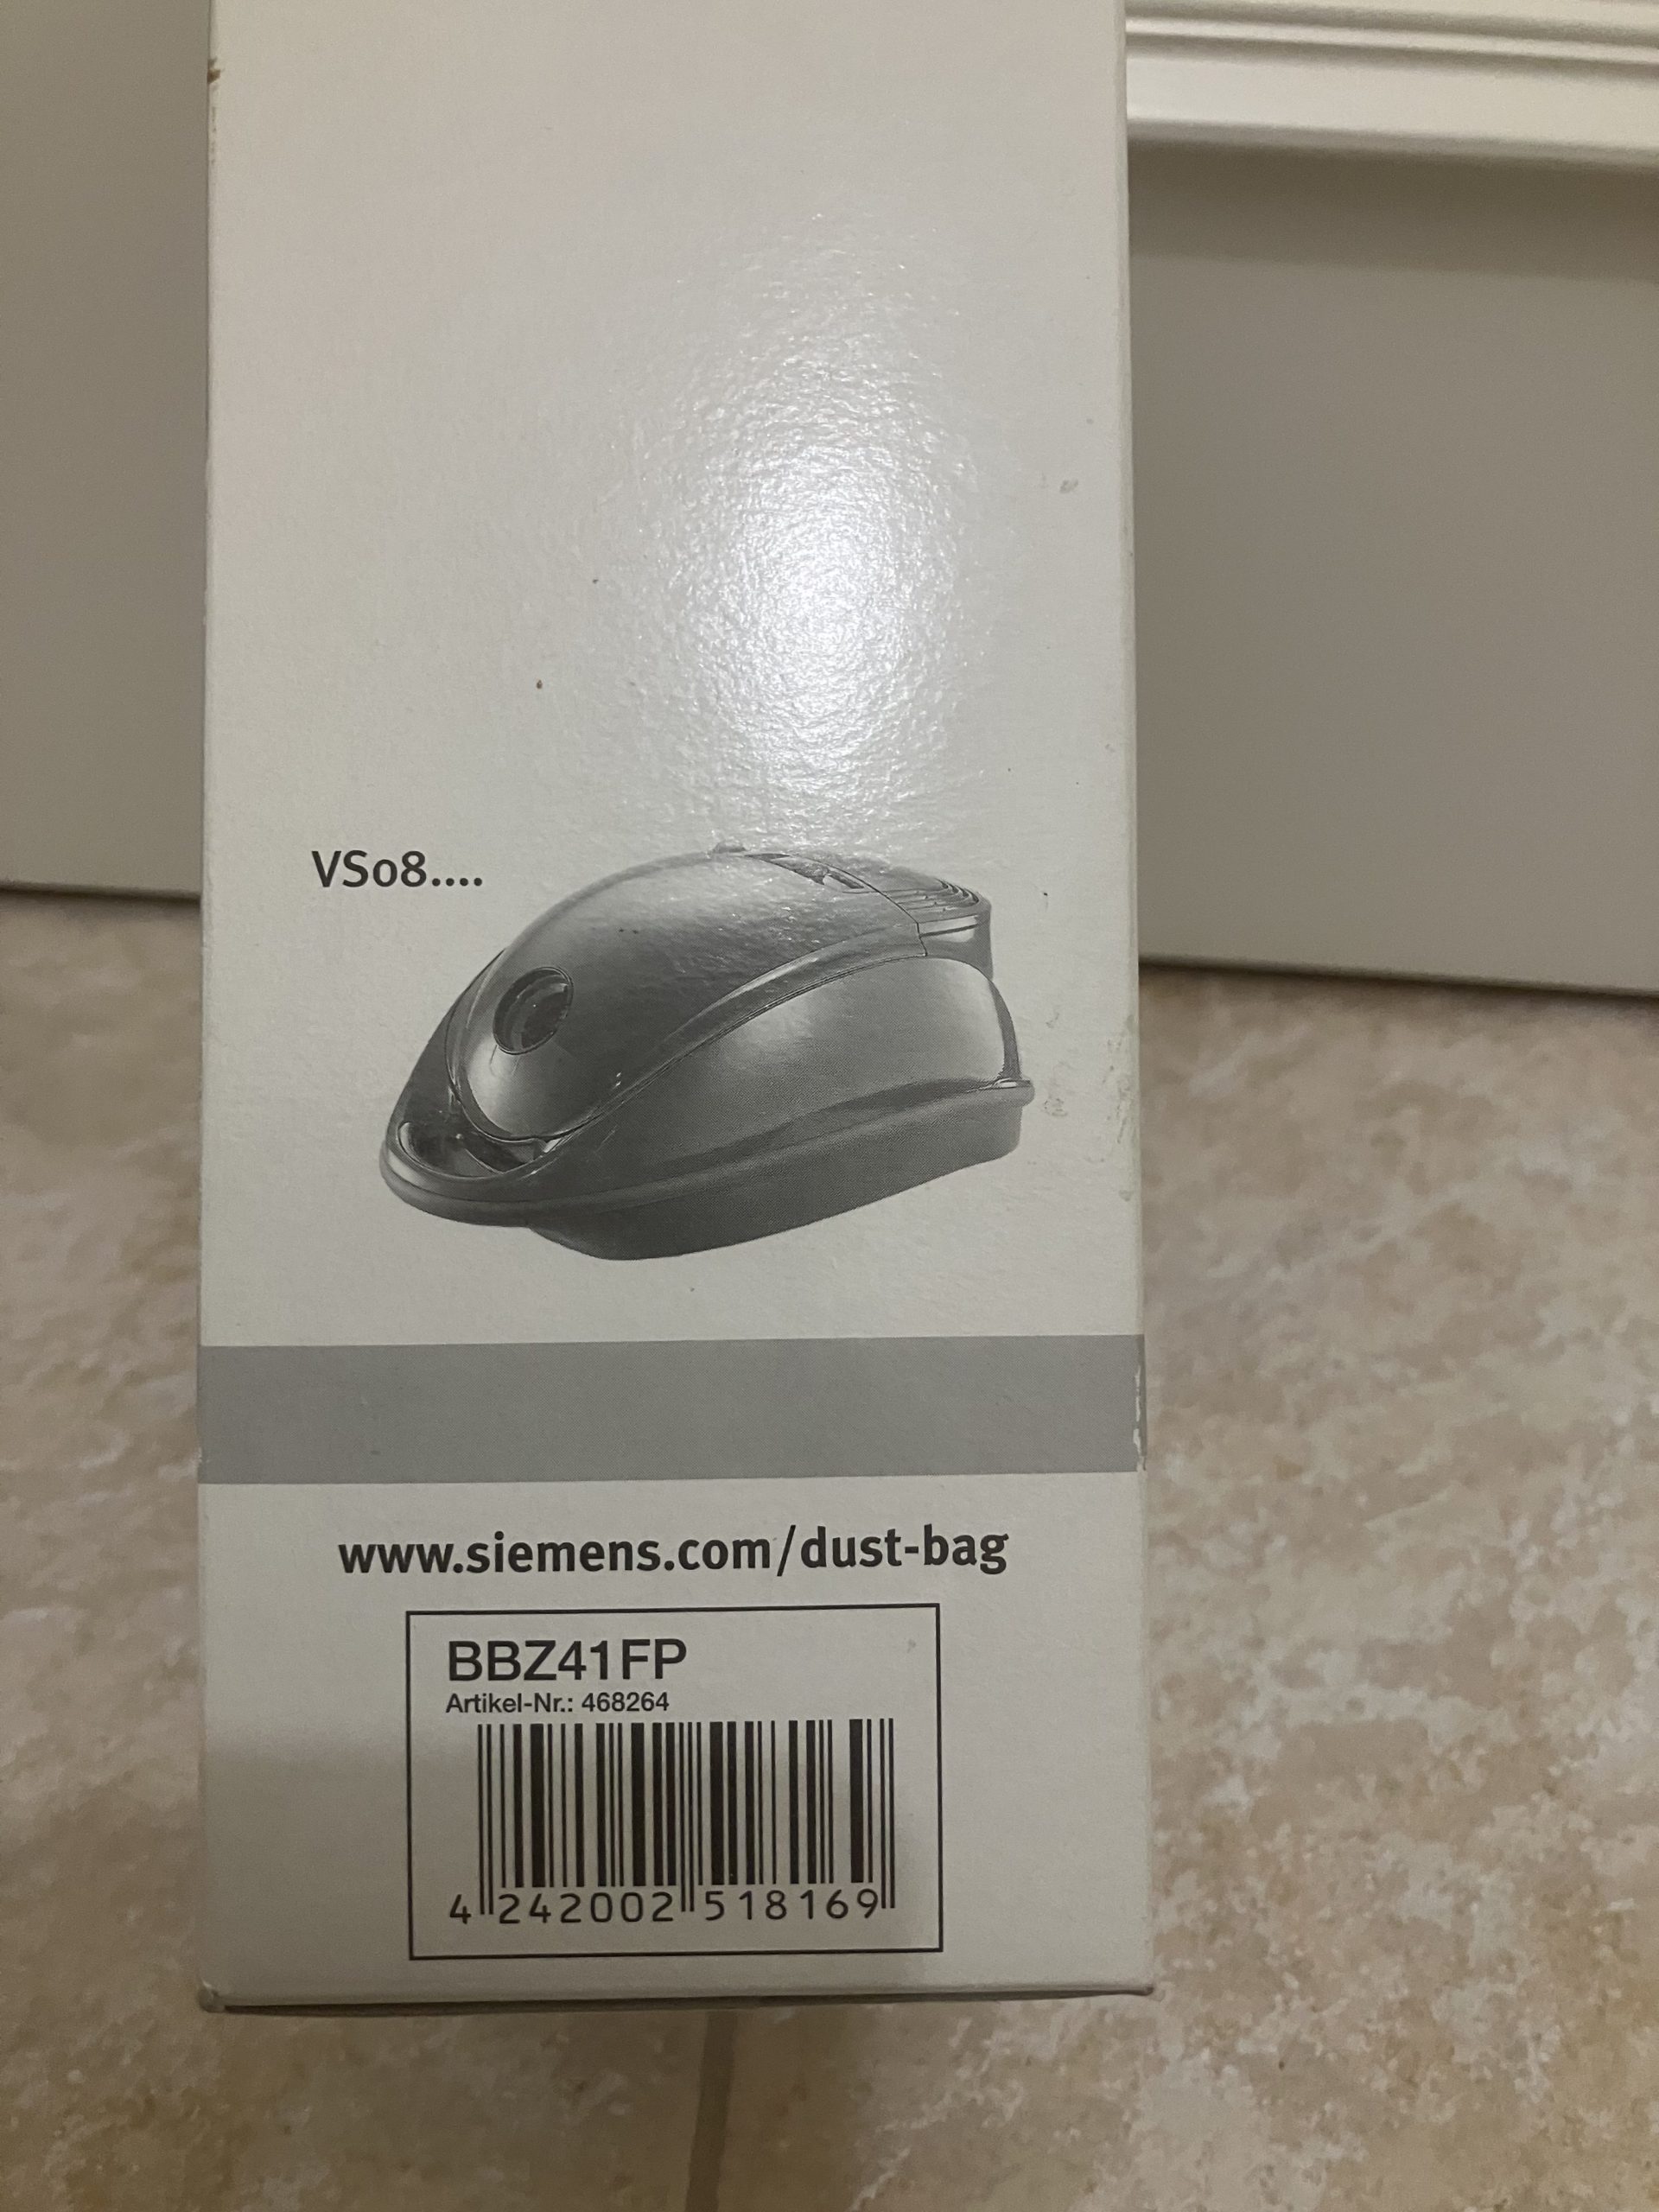 VS08....
www.siemens.com/dust-bag
BBZ41FP
Artikel-Nr.: 468264
4 242002 518169